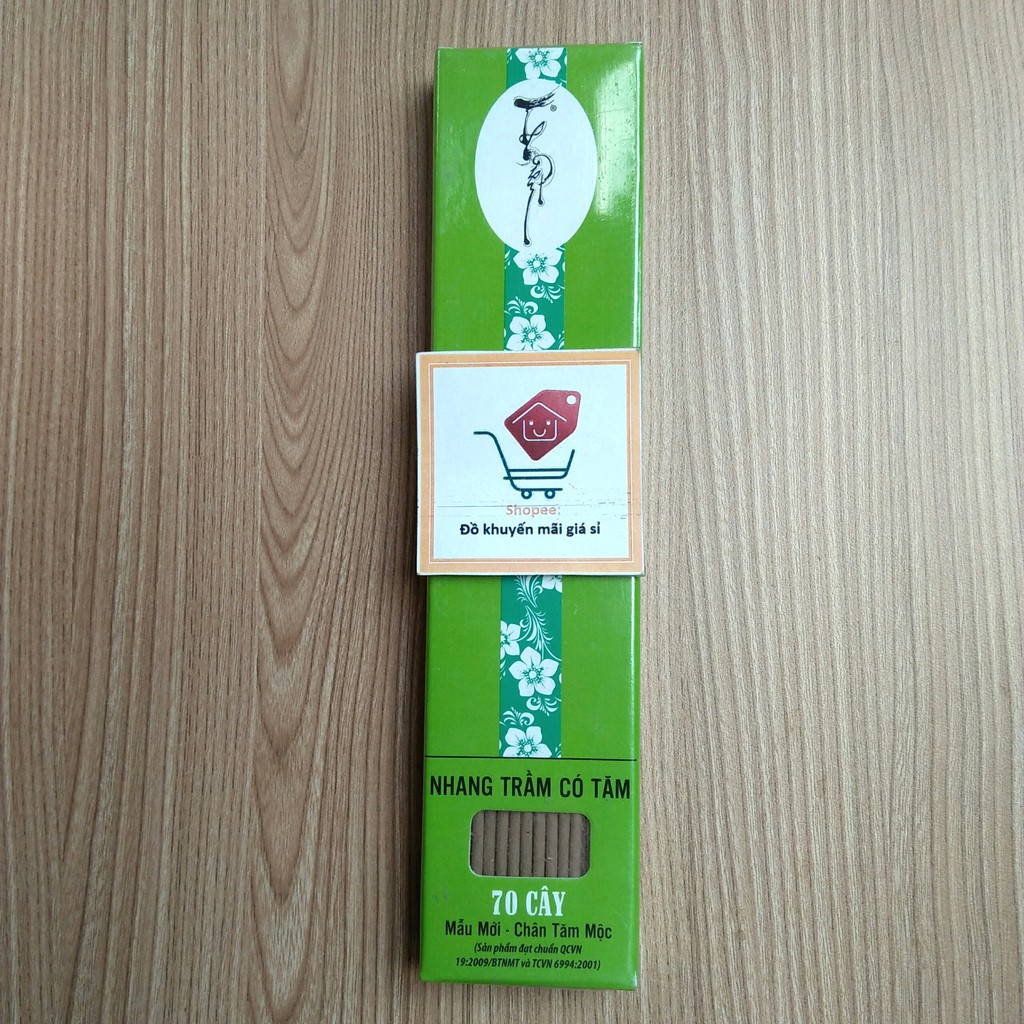 ®
Shopee:
Đồ khuyến mãi giá sỉ
NHANG TRẦM CÓ TĂM
70 CÂY
Mẫu Mới - Chân Tăm Mộc
(Sản phẩm đạt chuẩn QCVN
19:2009/BTNMT và TCVN 6994:2001)